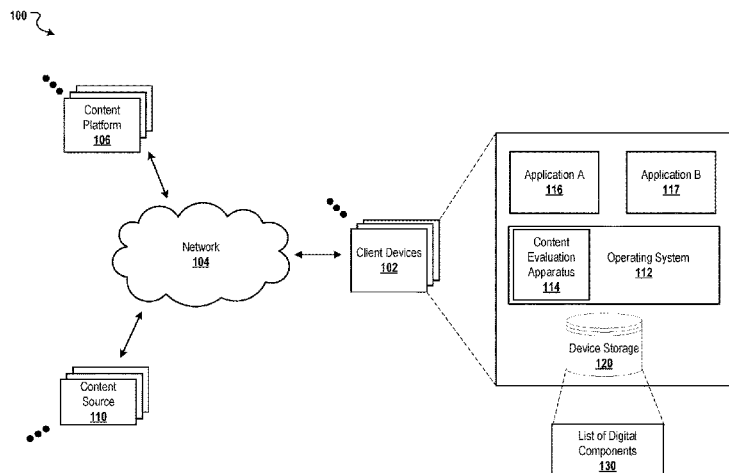 100
Content
Platform
106
Network
104
Content
Source
110
Client Devices
102
Application A
116
Application B
117
Content
Evaluation
Apparatus
114
Operating System
112
Device Storage
120
List of Digital
Components
130